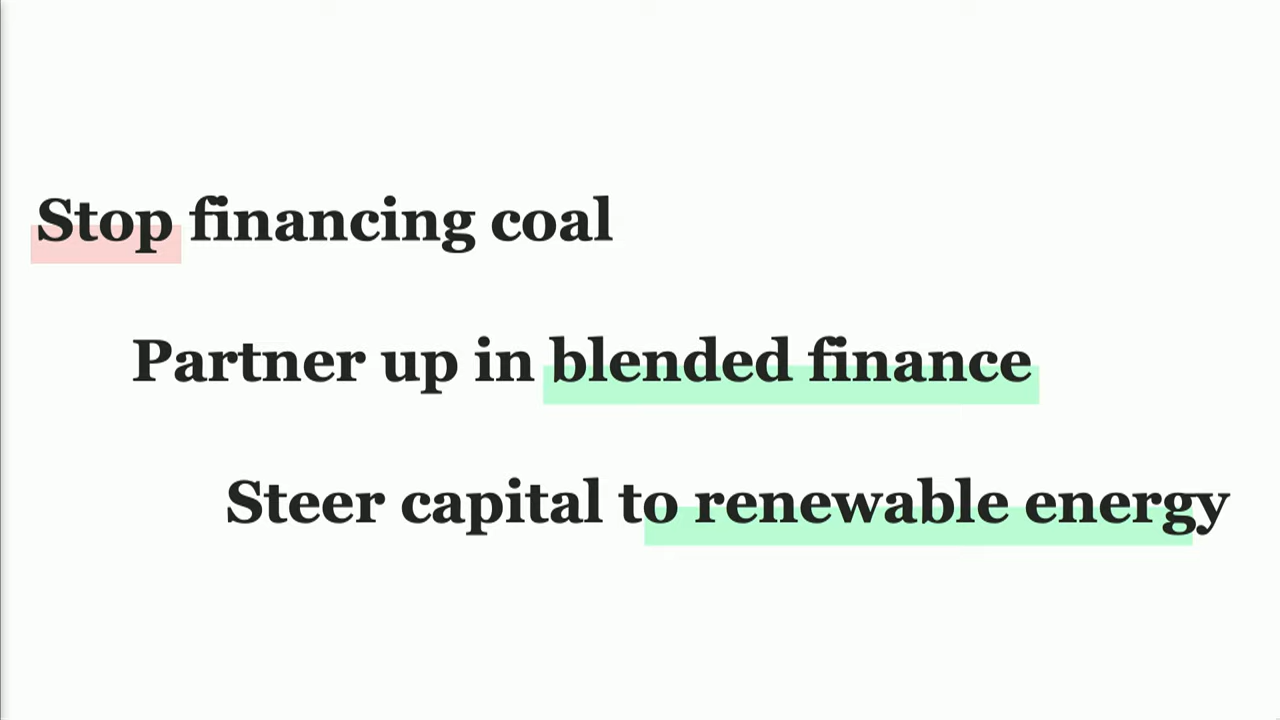 Stop financing coal
Partner up in blended finance
Steer capital to renewable energy